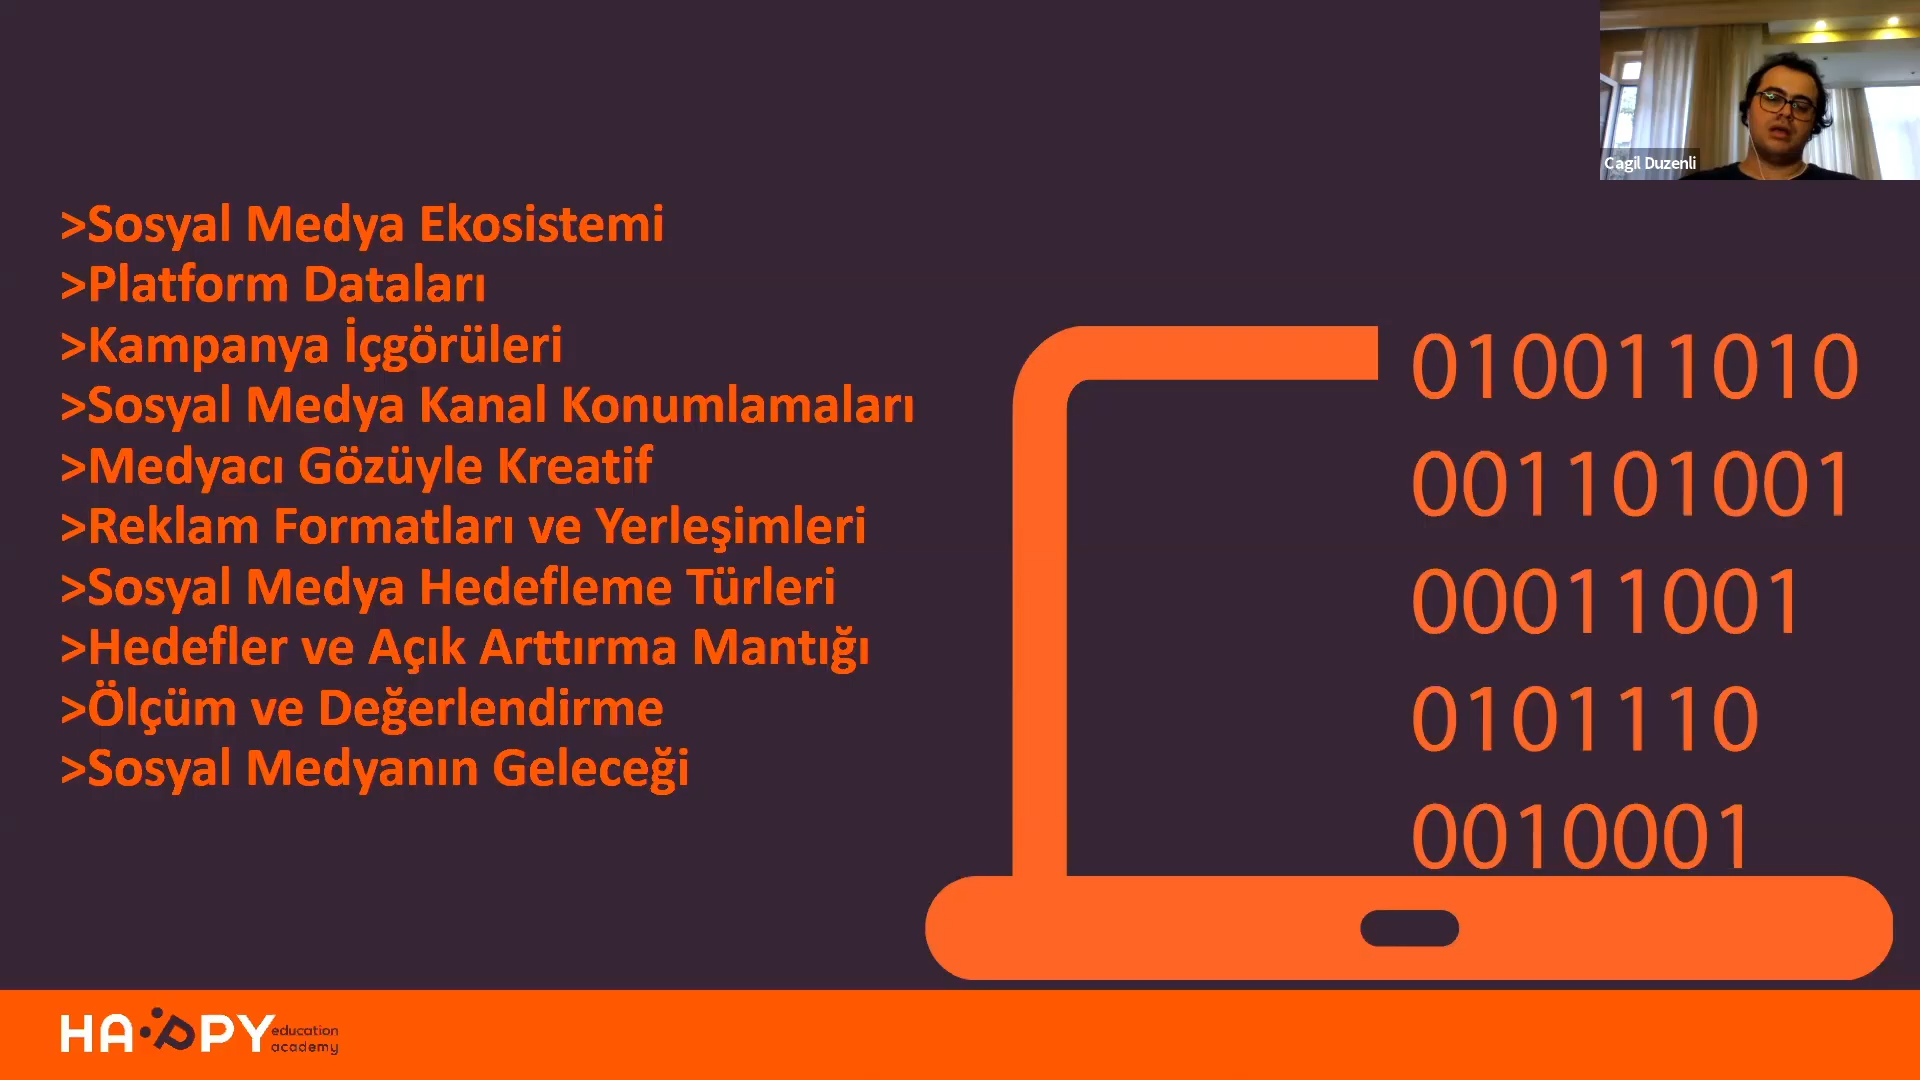 Cagil Duzenli
>Sosyal Medya Ekosistemi
>Platform Dataları
>Kampanya İçgörüleri
>Sosyal Medya Kanal Konumlamaları
>Medyacı Gözüyle Kreatif
>Reklam Formatları ve Yerleşimleri
>Sosyal Medya Hedefleme Türleri
>Hedefler ve Açık Arttırma Mantığı
>Ölçüm ve Değerlendirme
>Sosyal Medyanın Geleceği
010011010
001101001
00011001
0101110
0010001
HAPPY
education
academy